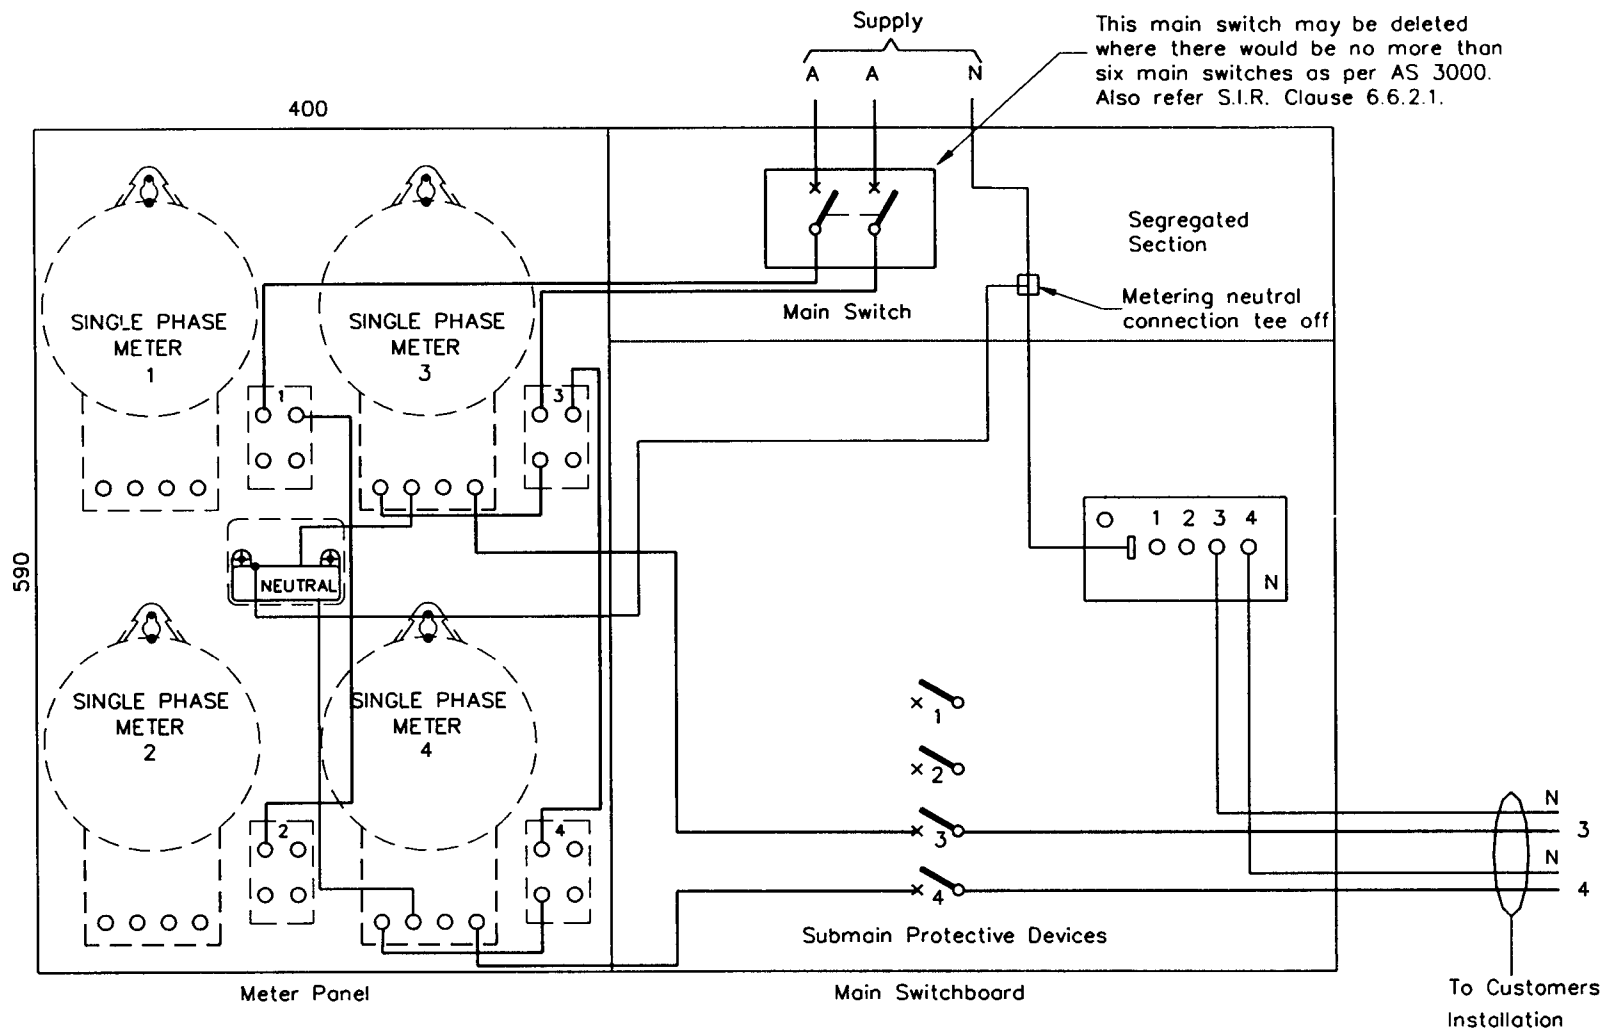 Supply
A A N
This main switch may be deleted
where there would be no more than
six main switches as per AS 3000.
Also refer S.I.R. Clause 6.6.2.1.
400
590
SINGLE PHASE
METER
1
SINGLE PHASE
METER
3
1
3
Main Switch
Segregated
Section
Metering neutral
connection tee off
NEUTRAL
1 2 3 4
N
SINGLE PHASE
METER
2
SINGLE PHASE
METER
4
2
4
1
2
3
4
N
3
N
4
Submain Protective Devices
Meter Panel
Main Switchboard
To Customers
Installation